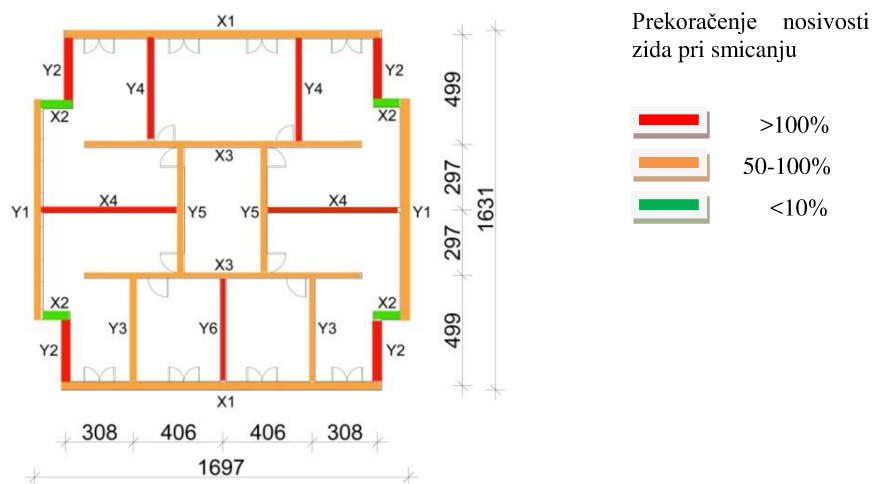 X1
Prekoračenje nosivosti
zida pri smicanju
Y2
Y4
Y4
Y2
499
X2
X2
>100%
X3
50-100%
297
X4
X4
<10%
Y1
Y5
Y5
Y1
1631
297
X3
X2
X2
Y3
Y6
Y3
499
Y2
Y2
X1
308
406
406
308
1697